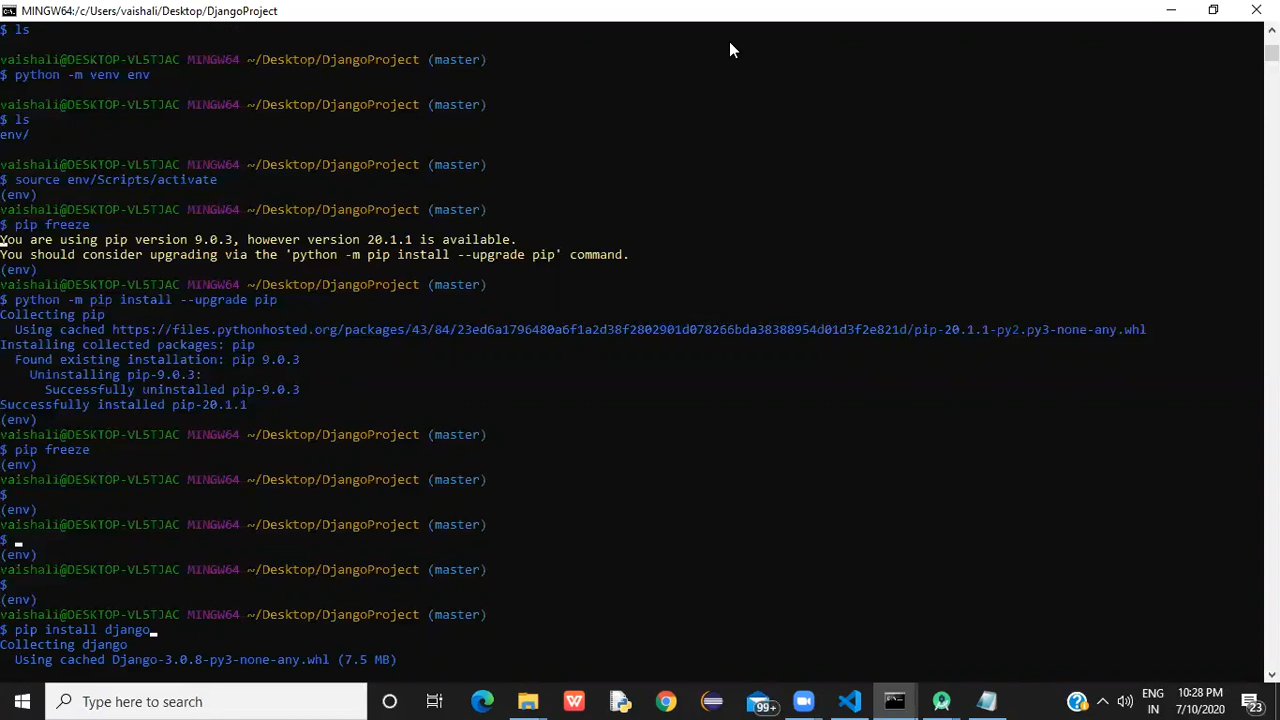 MINGW64:/c/Users/vaishali/Desktop/DjangoProject
$ ls
vaishali@DESKTOP-VL5TJAC MINGW64 ~/Desktop/DjangoProject (master)
$ python -m venv env
vaishali@DESKTOP-VL5TJAC MINGW64 ~/Desktop/DjangoProject (master)
$ ls
env/
vaishali@DESKTOP-VL5TJAC MINGW64 ~/Desktop/DjangoProject (master)
$ source env/Scripts/activate
(env)
vaishali@DESKTOP-VL5TJAC MINGW64 ~/Desktop/DjangoProject (master)
$ pip freeze
You are using pip version 9.0.3, however version 20.1.1 is available.
You should consider upgrading via the 'python -m pip install --upgrade pip' command.
(env)
vaishali@DESKTOP-VL5TJAC MINGW64 ~/Desktop/DjangoProject (master)
$ python -m pip install --upgrade pip
Collecting pip
Using cached https://files.pythonhosted.org/packages/43/84/23ed6a1796480a6f1a2d38f2802901d078266bda38388954d01d3f2e821d/pip-20.1.1-py2.py3-none-any.whl
Installing collected packages: pip
Found existing installation: pip 9.0.3
Uninstalling pip-9.0.3:
Successfully uninstalled pip-9.0.3
Successfully installed pip-20.1.1
(env)
vaishali@DESKTOP-VL5TJAC MINGW64 ~/Desktop/DjangoProject (master)
$ pip freeze
(env)
vaishali@DESKTOP-VL5TJAC MINGW64 ~/Desktop/DjangoProject (master)
$
(env)
vaishali@DESKTOP-VL5TJAC MINGW64 ~/Desktop/DjangoProject (master)
$
(env)
vaishali@DESKTOP-VL5TJAC MINGW64 ~/Desktop/DjangoProject (master)
$
(env)
vaishali@DESKTOP-VL5TJAC MINGW64 ~/Desktop/DjangoProject (master)
$ pip install django
Collecting django
Using cached Django-3.0.8-py3-none-any.whl (7.5 MB)
Type here to search
99+
ENG
IN
10:28 PM
7/10/2020
23